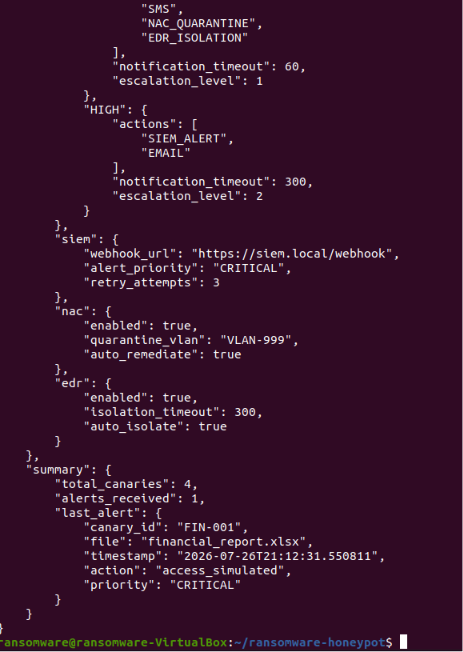 "SMS",
                    "NAC_QUARANTINE",
                    "EDR_ISOLATION"
                ],
                "notification_timeout": 60,
                "escalation_level": 1
            },
            "HIGH": {
                "actions": [
                    "SIEM_ALERT",
                    "EMAIL"
                ],
                "notification_timeout": 300,
                "escalation_level": 2
            }
        },
        "siem": {
            "webhook_url": "https://siem.local/webhook",
            "alert_priority": "CRITICAL",
            "retry_attempts": 3
        },
        "nac": {
            "enabled": true,
            "quarantine_vlan": "VLAN-999",
            "auto_remediate": true
        },
        "edr": {
            "enabled": true,
            "isolation_timeout": 300,
            "auto_isolate": true
        }
    },
    "summary": {
        "total_canaries": 4,
        "alerts_received": 1,
        "last_alert": {
            "canary_id": "FIN-001",
            "file": "financial_report.xlsx",
            "timestamp": "2026-07-26T21:12:31.550811",
            "action": "access_simulated",
            "priority": "CRITICAL"
        }
    }
}
ransomware@ransomware-VirtualBox:~/ransomware-honeypot$